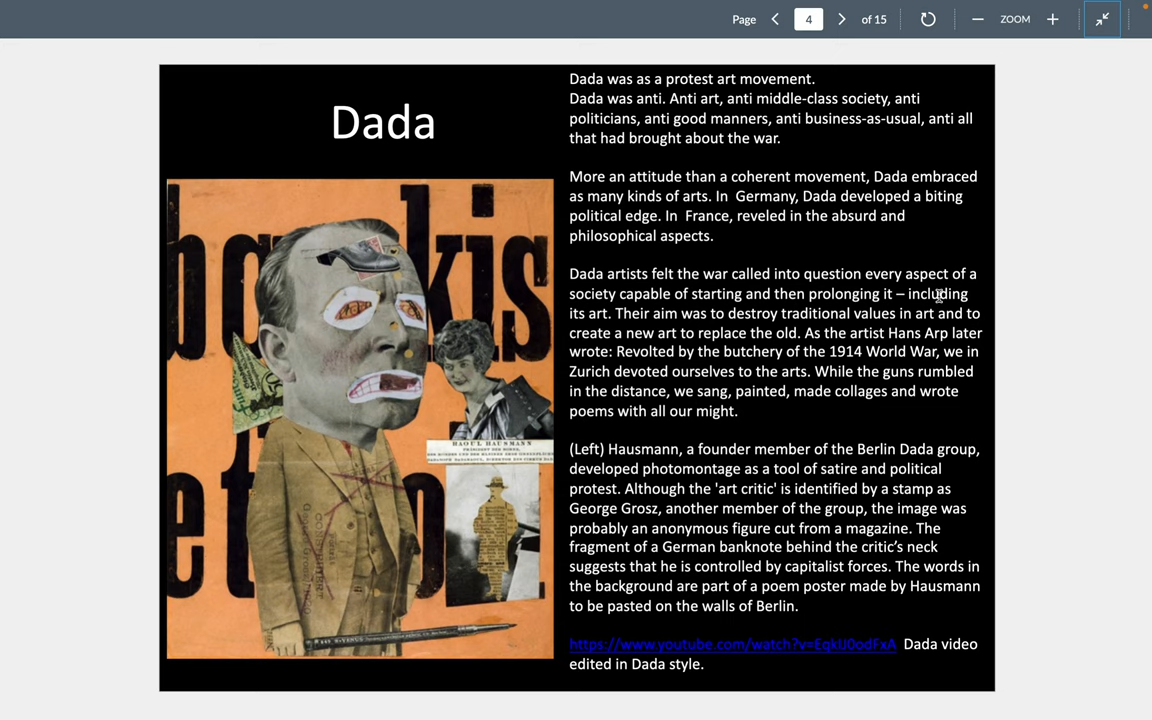 Page
4
of 15
ZOOM
Dada
Dada was as a protest art movement.
Dada was anti. Anti art, anti middle-class society, anti
politicians, anti good manners, anti business-as-usual, anti all
that had brought about the war.
More an attitude than a coherent movement, Dada embraced
as many kinds of arts. In  Germany, Dada developed a biting
political edge. In  France, reveled in the absurd and
philosophical aspects.
Dada artists felt the war called into question every aspect of a
society capable of starting and then prolonging it – including
its art. Their aim was to destroy traditional values in art and to
create a new art to replace the old. As the artist Hans Arp later
wrote: Revolted by the butchery of the 1914 World War, we in
Zurich devoted ourselves to the arts. While the guns rumbled
in the distance, we sang, painted, made collages and wrote
poems with all our might.
(Left) Hausmann, a founder member of the Berlin Dada group,
developed photomontage as a tool of satire and political
protest. Although the 'art critic' is identified by a stamp as
George Grosz, another member of the group, the image was
probably an anonymous figure cut from a magazine. The
fragment of a German banknote behind the critic’s neck
suggests that he is controlled by capitalist forces. The words in
the background are part of a poem poster made by Hausmann
to be pasted on the walls of Berlin.
https://www.youtube.com/watch?v=EqkIJ0odFxA  Dada video
edited in Dada style.
RAOUL HAUSMANN